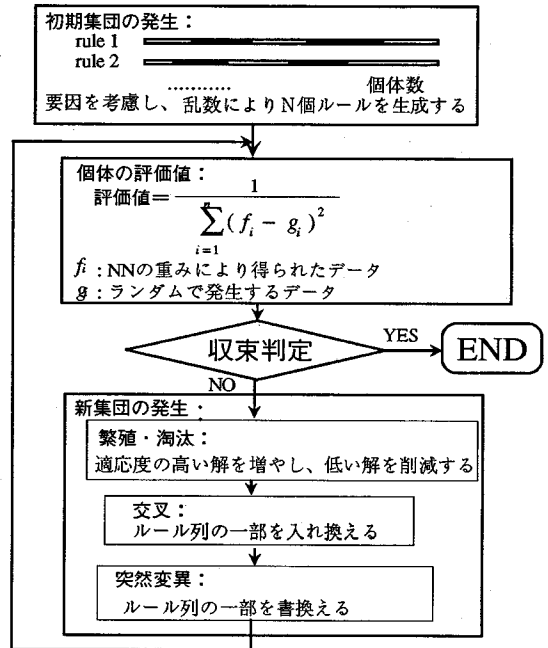 初期集団の発生：
rule 1
rule 2
............ 個体数
要因を考慮し、乱数によりN個ルールを生成する
個体の評価値：
評価値＝ 1
n
∑(fi − gi)2
i=1
fi：NNの重みにより得られたデータ
g：ランダムで発生するデータ
収束判定
YES
END
NO
新集団の発生：
繁殖・淘汰：
適応度の高い解を増やし、低い解を削減する
交叉：
ルール列の一部を入れ換える
突然変異：
ルール列の一部を書換える